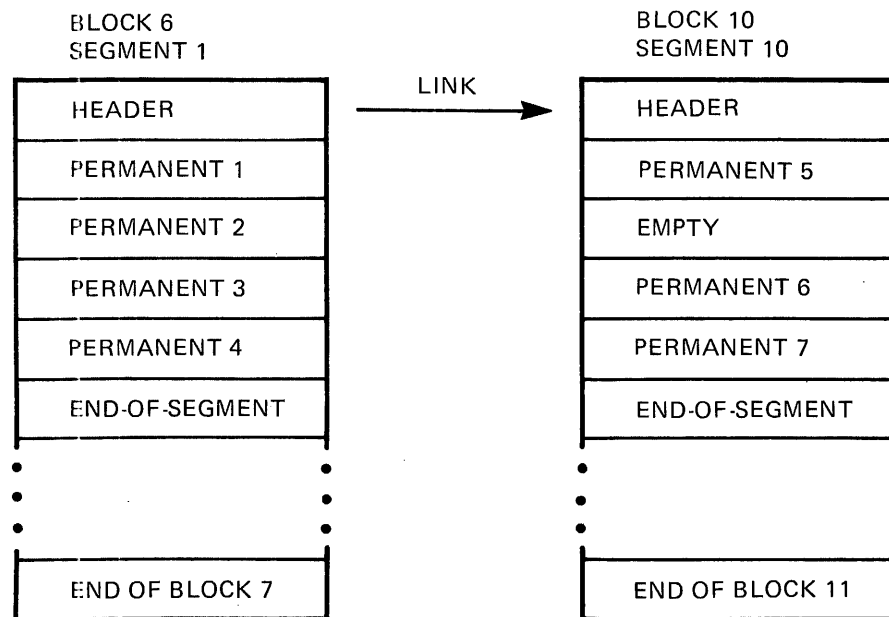 BLOCK 6
SEGMENT 1
HEADER
PERMANENT 1
PERMANENT 2
PERMANENT 3
PERMANENT 4
END-OF-SEGMENT
END OF BLOCK 7
LINK
BLOCK 10
SEGMENT 10
HEADER
PERMANENT 5
EMPTY
PERMANENT 6
PERMANENT 7
END-OF-SEGMENT
END OF BLOCK 11